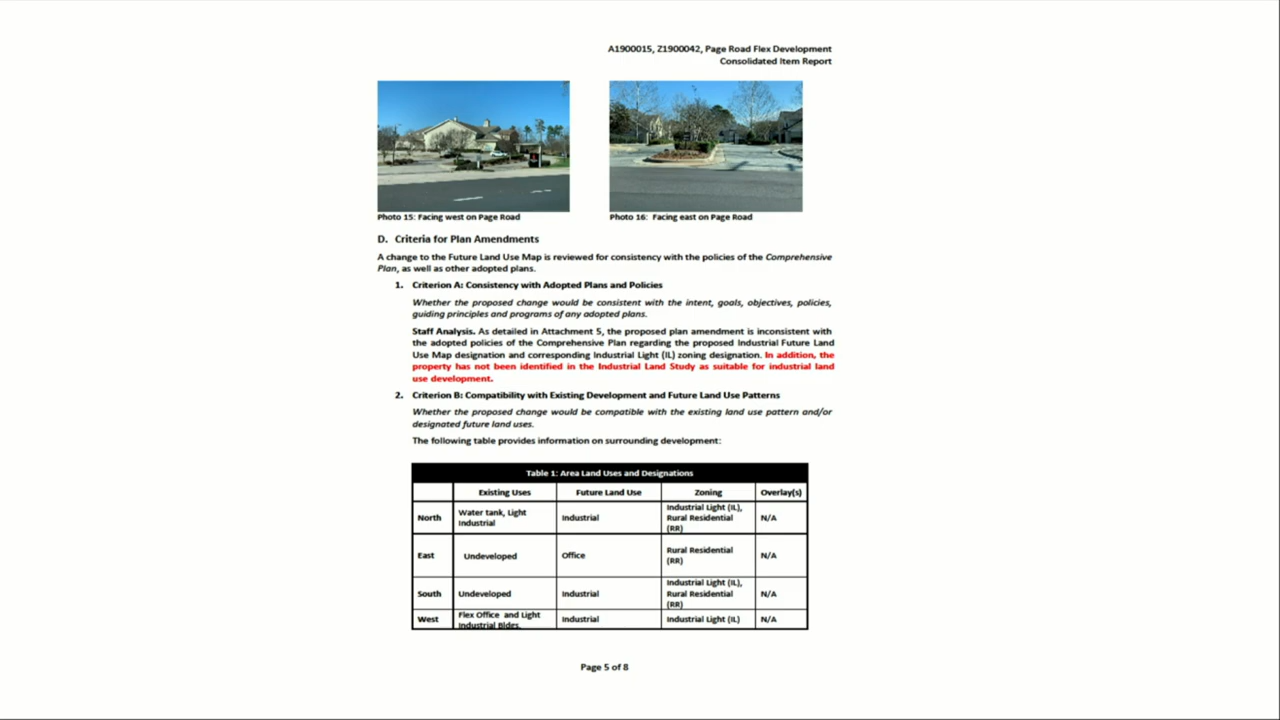 A1900015, Z1900042, Page Road Flex Development
Consolidated Item Report
Photo 15: Facing west on Page Road
Photo 16: Facing east on Page Road
D. Criteria for Plan Amendments
A change to the Future Land Use Map is reviewed for consistency with the policies of the Comprehensive
Plan, as well as other adopted plans.
1. Criterion A: Consistency with Adopted Plans and Policies
Whether the proposed change would be consistent with the intent, goals, objectives, policies,
guiding principles and programs of any adopted plans.
Staff Analysis. As detailed in Attachment 5, the proposed plan amendment is inconsistent with
the adopted policies of the Comprehensive Plan regarding the proposed Industrial Future Land
Use Map designation and corresponding Industrial Light (IL) zoning designation. In addition, the
property has not been identified in the Industrial Land Study as suitable for industrial land
use development.
2. Criterion B: Compatibility with Existing Development and Future Land Use Patterns
Whether the proposed change would be compatible with the existing land use pattern and/or
designated future land uses.
The following table provides information on surrounding development:
Table 1: Area Land Uses and Designations
Existing Uses Future Land Use Zoning Overlay(s)
North Water tank, Light Industrial Industrial Industrial Light (IL), Rural Residential (RR) N/A
East Undeveloped Office Rural Residential (RR) N/A
South Undeveloped Industrial Industrial Light (IL), Rural Residential (RR) N/A
West Flex Office and Light Industrial Bldgs. Industrial Industrial Light (IL) N/A
Page 5 of 8